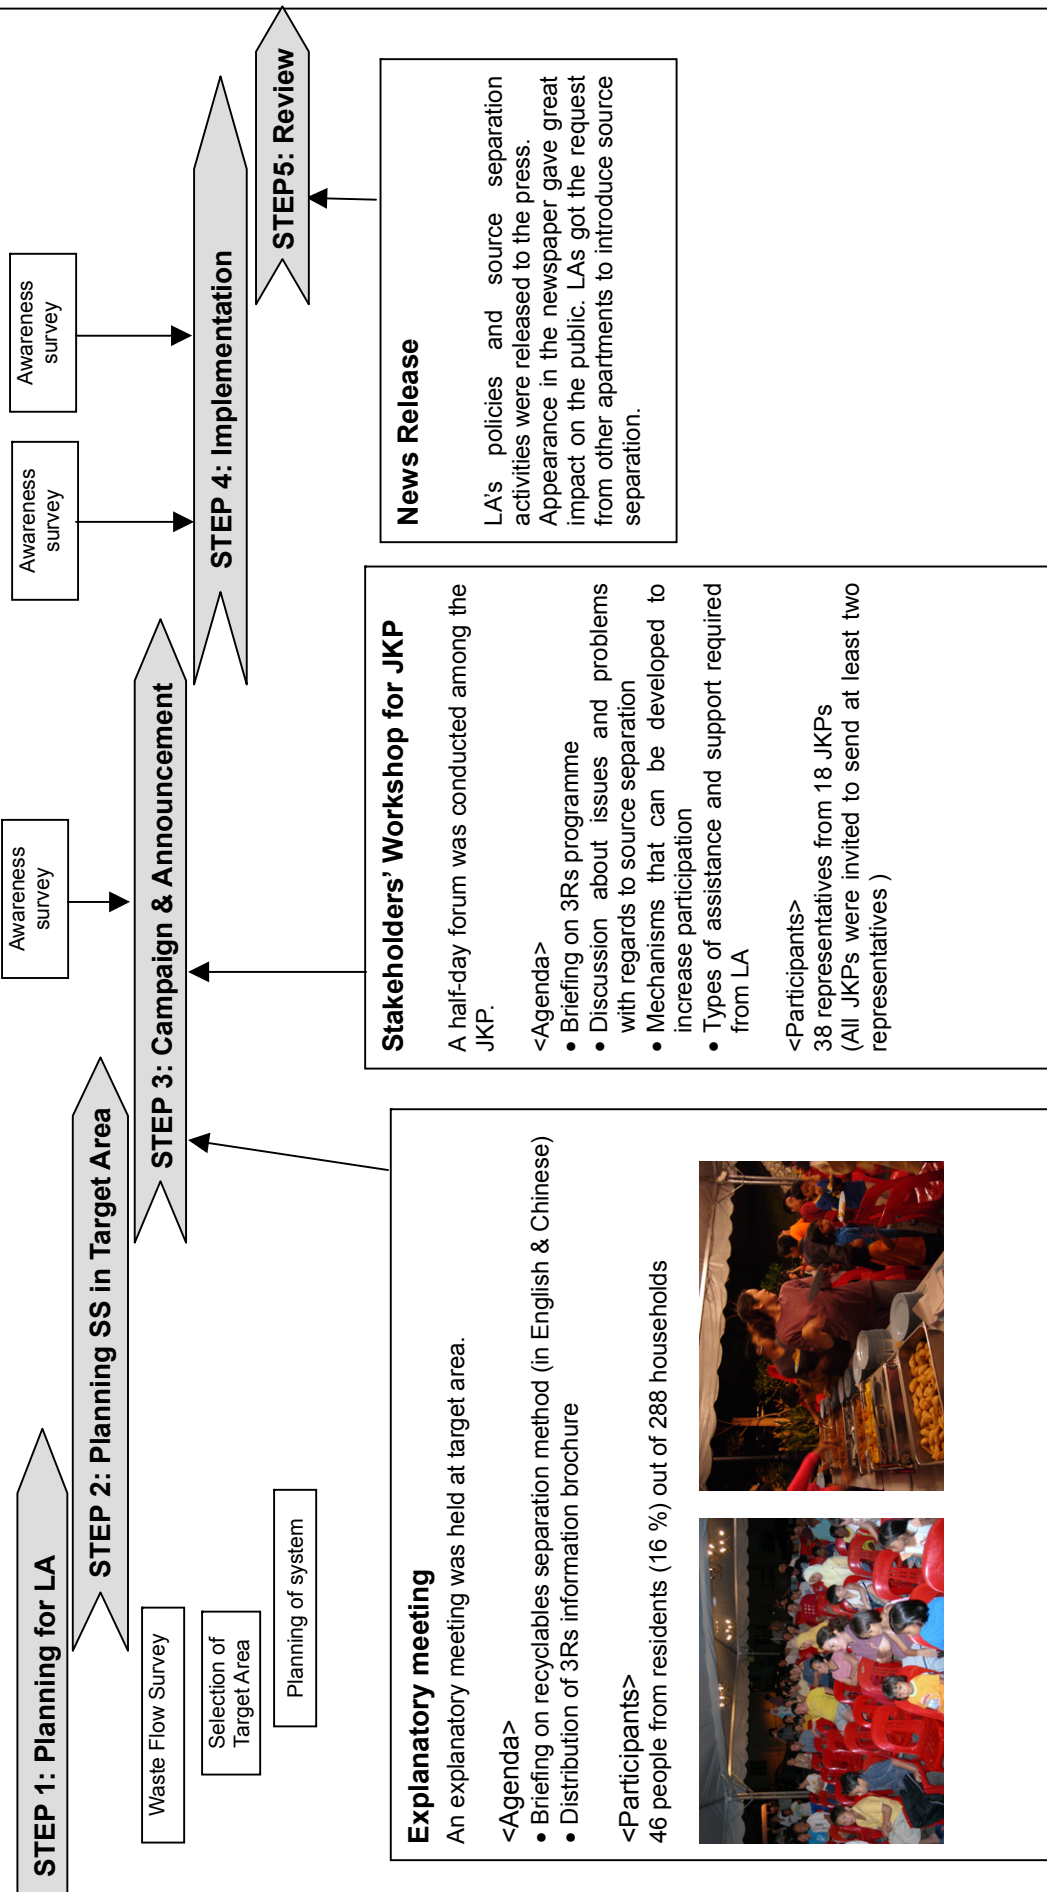 STEP 1: Planning for LA
STEP 2: Planning SS in Target Area
STEP 3: Campaign & Announcement
STEP 4: Implementation
STEP5: Review
Waste Flow Survey
Selection of
Target Area
Planning of system
Awareness
survey
Awareness
survey
Awareness
survey
Explanatory meeting
An explanatory meeting was held at target area.
<Agenda>
• Briefing on recyclables separation method (in English & Chinese)
• Distribution of 3Rs information brochure
<Participants>
46 people from residents (16 %) out of 288 households
Stakeholders' Workshop for JKP
A half-day forum was conducted among the
JKP.
<Agenda>
• Briefing on 3Rs programme
• Discussion about issues and problems
with regards to source separation
• Mechanisms that can be developed to
increase participation
• Types of assistance and support required
from LA
<Participants>
38 representatives from 18 JKPs
(All JKPs were invited to send at least two
representatives )
News Release
LA's policies and source separation
activities were released to the press.
Appearance in the newspaper gave great
impact on the public. LAs got the request
from other apartments to introduce source
separation.